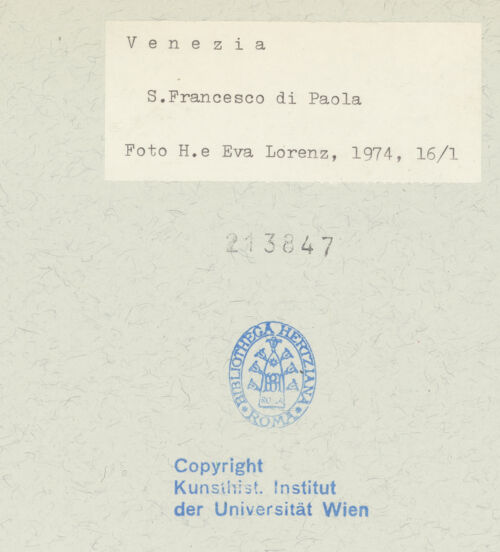 Venezia
S.Francesco di Paola
Foto H.e Eva Lorenz, 1974, 16/1
213847
BIBLIOTHECA HERTZIANA
ROMA
Copyright
Kunsthist. Institut
der Universität Wien